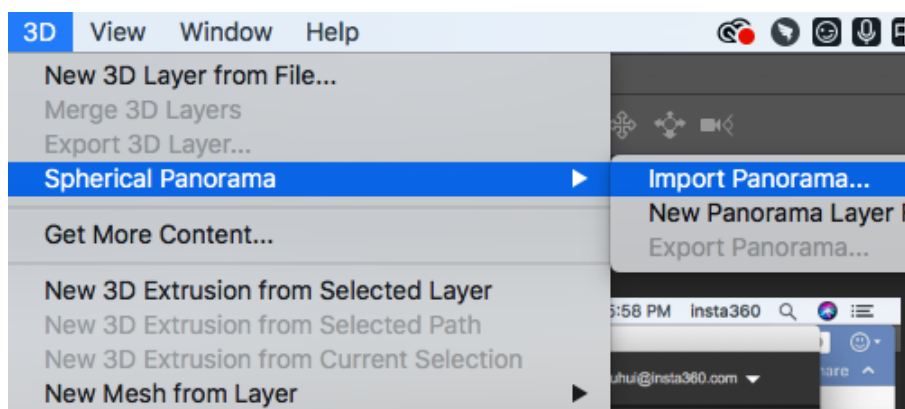 3D View Window Help
New 3D Layer from File...
Merge 3D Layers
Export 3D Layer...
Spherical Panorama
Import Panorama...
New Panorama Layer
Export Panorama...
Get More Content...
New 3D Extrusion from Selected Layer
New 3D Extrusion from Selected Path
New 3D Extrusion from Current Selection
New Mesh from Layer
5:58 PM insta360
uhui@insta360.com
are